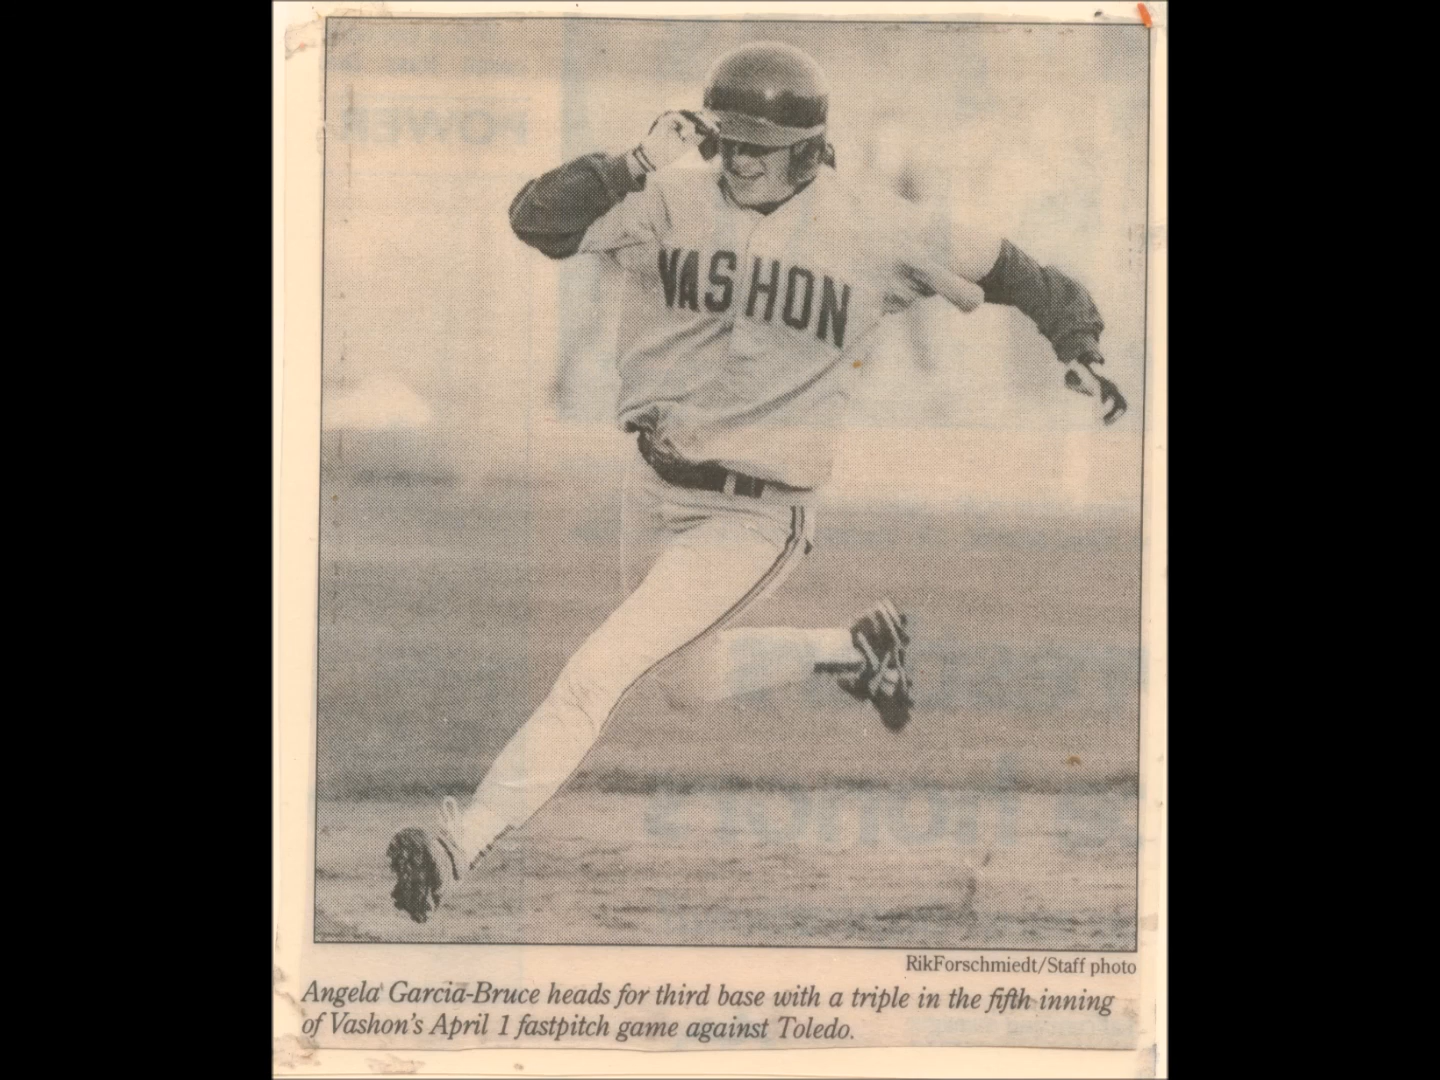 POWER
VASHON
RikForschmiedt/Staff photo
Angela Garcia-Bruce heads for third base with a triple in the fifth inning
of Vashon's April 1 fastpitch game against Toledo.